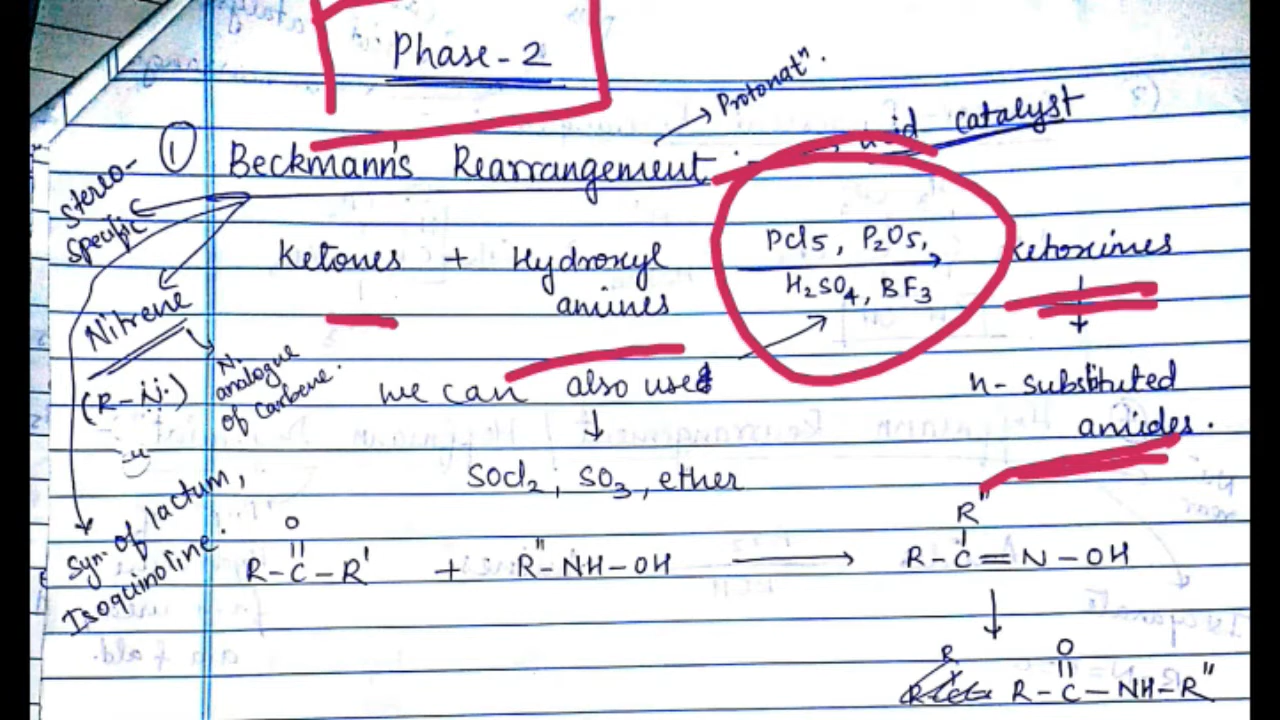 Phase-2
→ Protonatⁿ.
① Beckmann's Rearrangement → acid catalyst
Stereo-
specific
Ketones + Hydroxyl
amines
PCl5, P2O5,
H2SO4, BF3
Ketoximes
↓
Nitrene
(R-N̈:)
N.
analogue
of Carbene.
we can also used
↓
n-substituted
amides.
SOCl2, SO3, ether
Syn. of lactum,
Isoquinoline.
O
||
R-C-R' + R"-NH-OH ⟶ R-C=N-OH
R"
↓
O
||
R-C-NH-R"